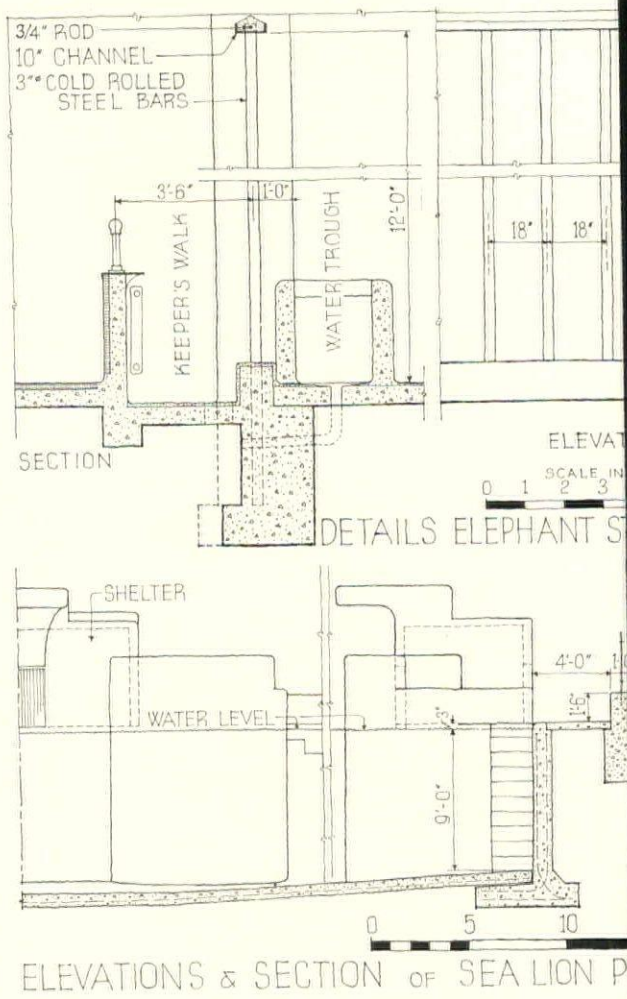 3/4" ROD
10" CHANNEL
3"ø COLD ROLLED
STEEL BARS
3'-6"
1'-0"
KEEPER'S WALK
WATER TROUGH
12'-0"
18"
18"
SECTION
ELEVAT
SCALE IN
0 1 2 3
DETAILS ELEPHANT S
SHELTER
4'-0"
1'-6"
WATER LEVEL
3"
9'-0"
0 5 10
ELEVATIONS & SECTION OF SEA LION P